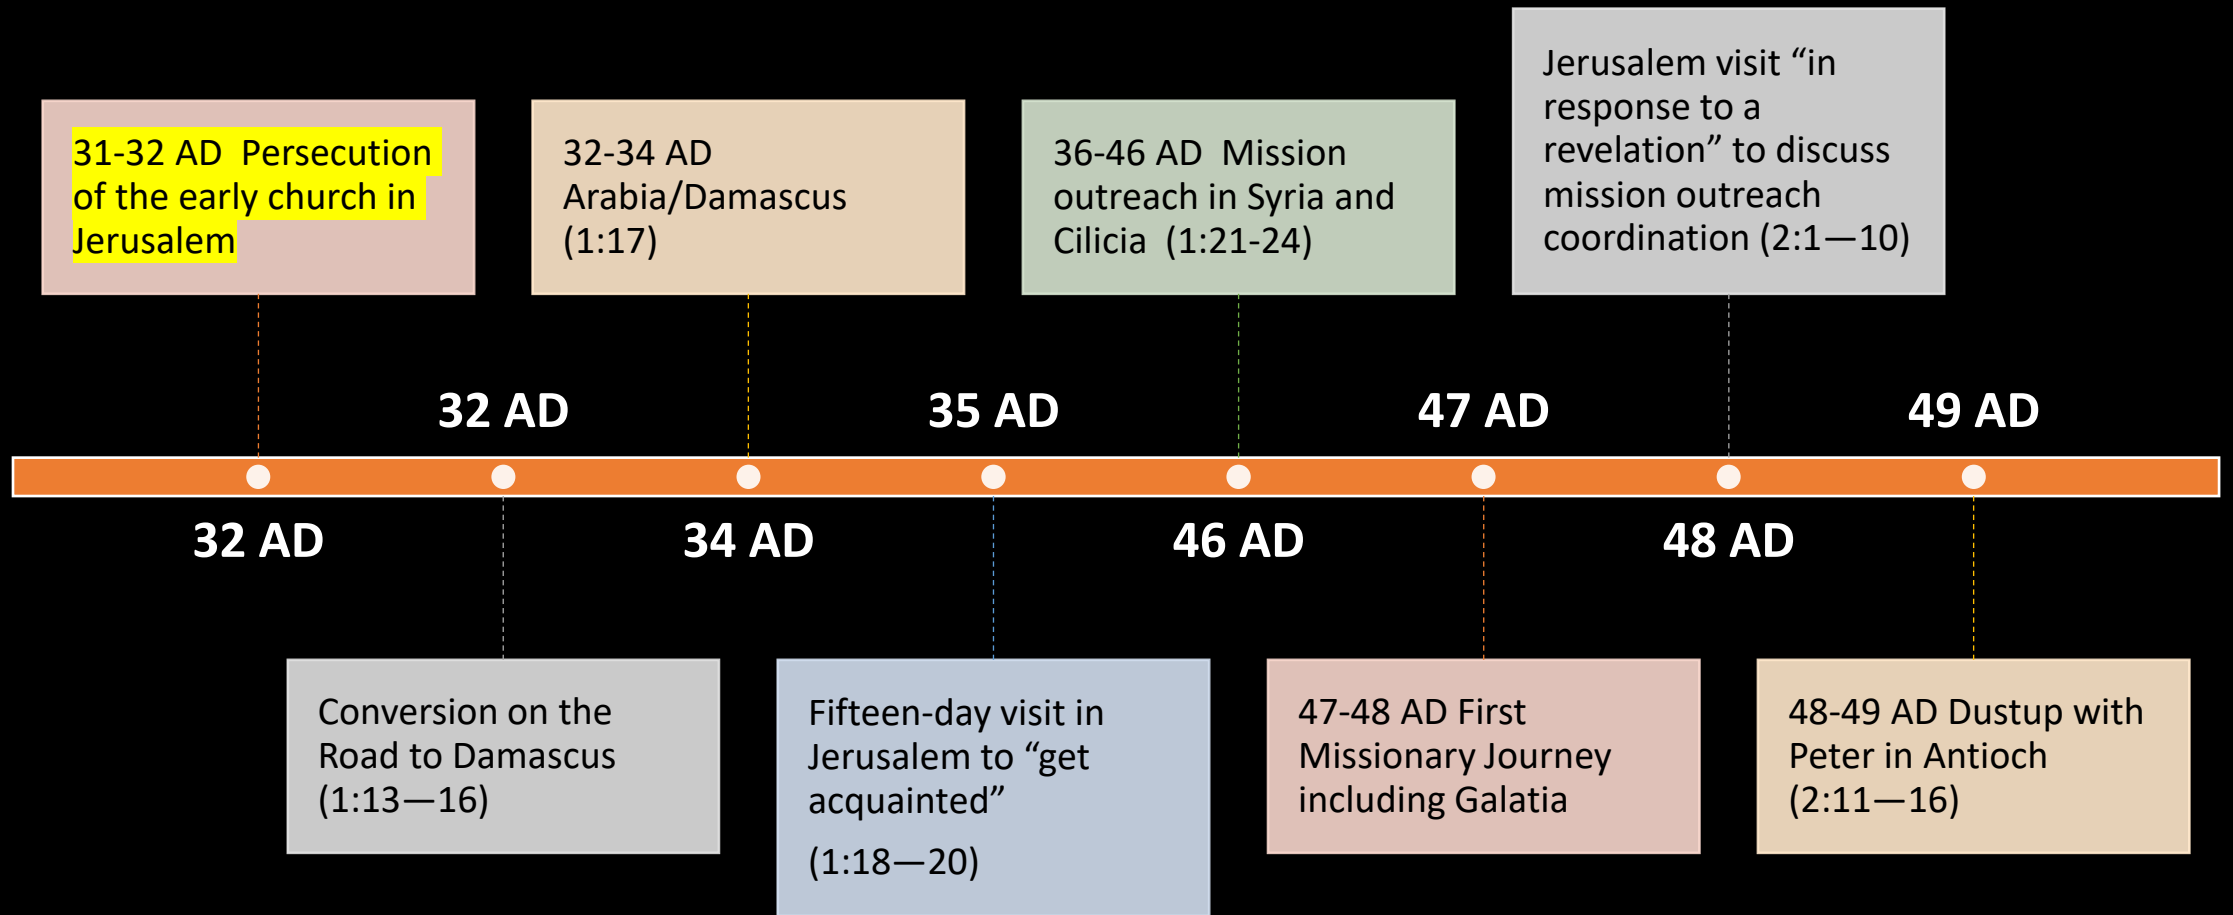 31-32 AD  Persecution
of the early church in
Jerusalem
32-34 AD
Arabia/Damascus
(1:17)
36-46 AD  Mission
outreach in Syria and
Cilicia  (1:21-24)
Jerusalem visit “in
response to a
revelation” to discuss
mission outreach
coordination (2:1—10)
32 AD
35 AD
47 AD
49 AD
32 AD
34 AD
46 AD
48 AD
Conversion on the
Road to Damascus
(1:13—16)
Fifteen-day visit in
Jerusalem to “get
acquainted”
(1:18—20)
47-48 AD First
Missionary Journey
including Galatia
48-49 AD Dustup with
Peter in Antioch
(2:11—16)